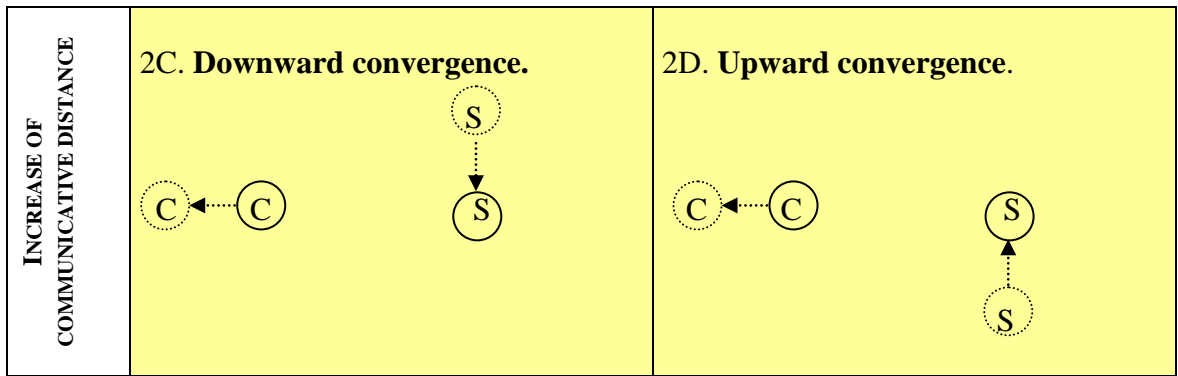 INCREASE OF
COMMUNICATIVE DISTANCE
2C. Downward convergence.
S
C C S
2D. Upward convergence.
C C S
S